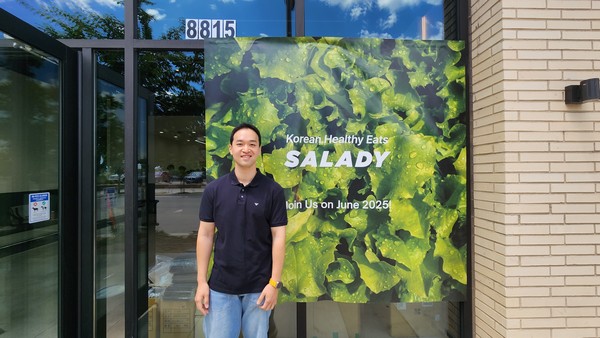 8815
Korean Healthy Eats
SALADY
Join Us on June 2025!